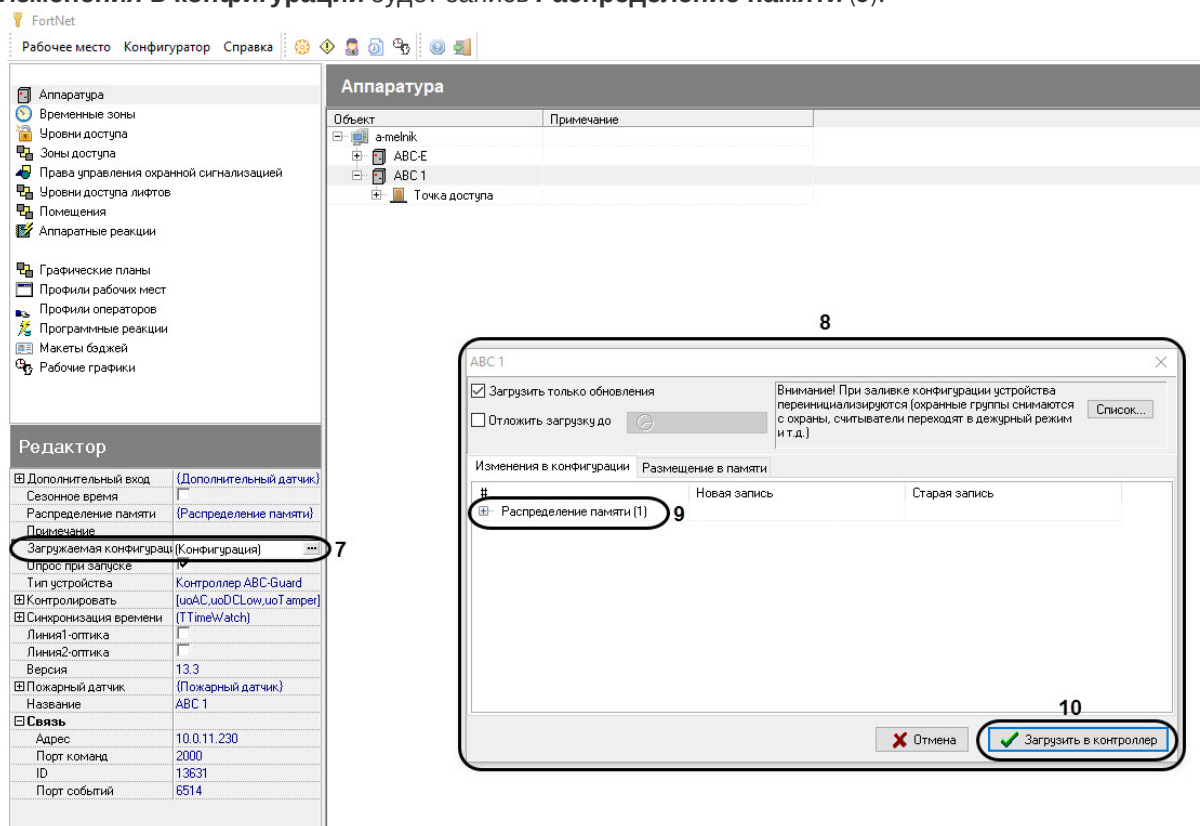 Изменения в конфигурации будет запись Распределение памяти (9).
FortNet
Рабочее место Конфигуратор Справка
Аппаратура
Временные зоны
Уровни доступа
Зоны доступа
Права управления охранной сигнализацией
Уровни доступа лифтов
Помещения
Аппаратные реакции
Графические планы
Профили рабочих мест
Профили операторов
Программные реакции
Макеты бэджей
Рабочие графики
Аппаратура
Объект Примечание
a-melnik
ABC-E
ABC 1
Точка доступа
Редактор
Дополнительный вход {Дополнительный датчик}
Сезонное время
Распределение памяти {Распределение памяти}
Примечание
Загружаемая конфигураци (Конфигурация) ...
7
Опрос при запуске
Тип устройства Контроллер ABC-Guard
Контролировать [uoAC,uoDCLow,uoTamper]
Синхронизация времени (TTimeWatch)
Линия1-оптика
Линия2-оптика
Версия 13.3
Пожарный датчик {Пожарный датчик}
Название ABC 1
Связь
Адрес 10.0.11.230
Порт команд 2000
ID 13631
Порт событий 6514
8
ABC 1
Загрузить только обновления
Отложить загрузку до
Внимание! При заливке конфигурации устройства
переинициализируются (охранные группы снимаются
с охраны, считыватели переходят в дежурный режим
и т.д.)
Список...
Изменения в конфигурации Размещение в памяти
# Новая запись Старая запись
Распределение памяти (1)
9
10
Отмена Загрузить в контроллер